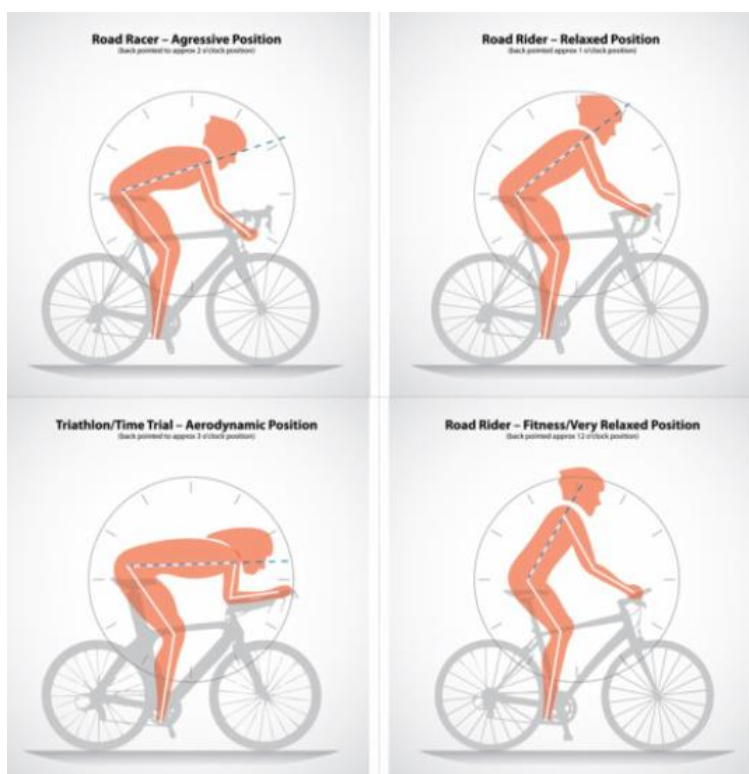 Road Racer – Agressive Position
(back pointed to approx 2 o'clock position)
Road Rider – Relaxed Position
(back pointed approx 1 o'clock position)
Triathlon/Time Trial – Aerodynamic Position
(back pointed to approx 3 o'clock position)
Road Rider – Fitness/Very Relaxed Position
(back pointed approx 12 o'clock position)